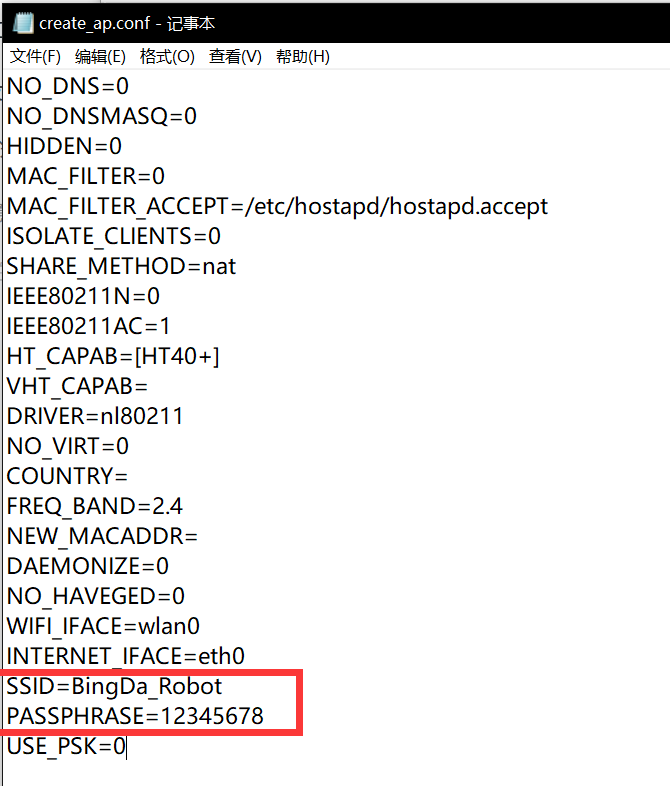 create_ap.conf - 记事本
文件(F) 编辑(E) 格式(O) 查看(V) 帮助(H)
NO_DNS=0
NO_DNSMASQ=0
HIDDEN=0
MAC_FILTER=0
MAC_FILTER_ACCEPT=/etc/hostapd/hostapd.accept
ISOLATE_CLIENTS=0
SHARE_METHOD=nat
IEEE80211N=0
IEEE80211AC=1
HT_CAPAB=[HT40+]
VHT_CAPAB=
DRIVER=nl80211
NO_VIRT=0
COUNTRY=
FREQ_BAND=2.4
NEW_MACADDR=
DAEMONIZE=0
NO_HAVEGED=0
WIFI_IFACE=wlan0
INTERNET_IFACE=eth0
SSID=BingDa_Robot
PASSPHRASE=12345678
USE_PSK=0